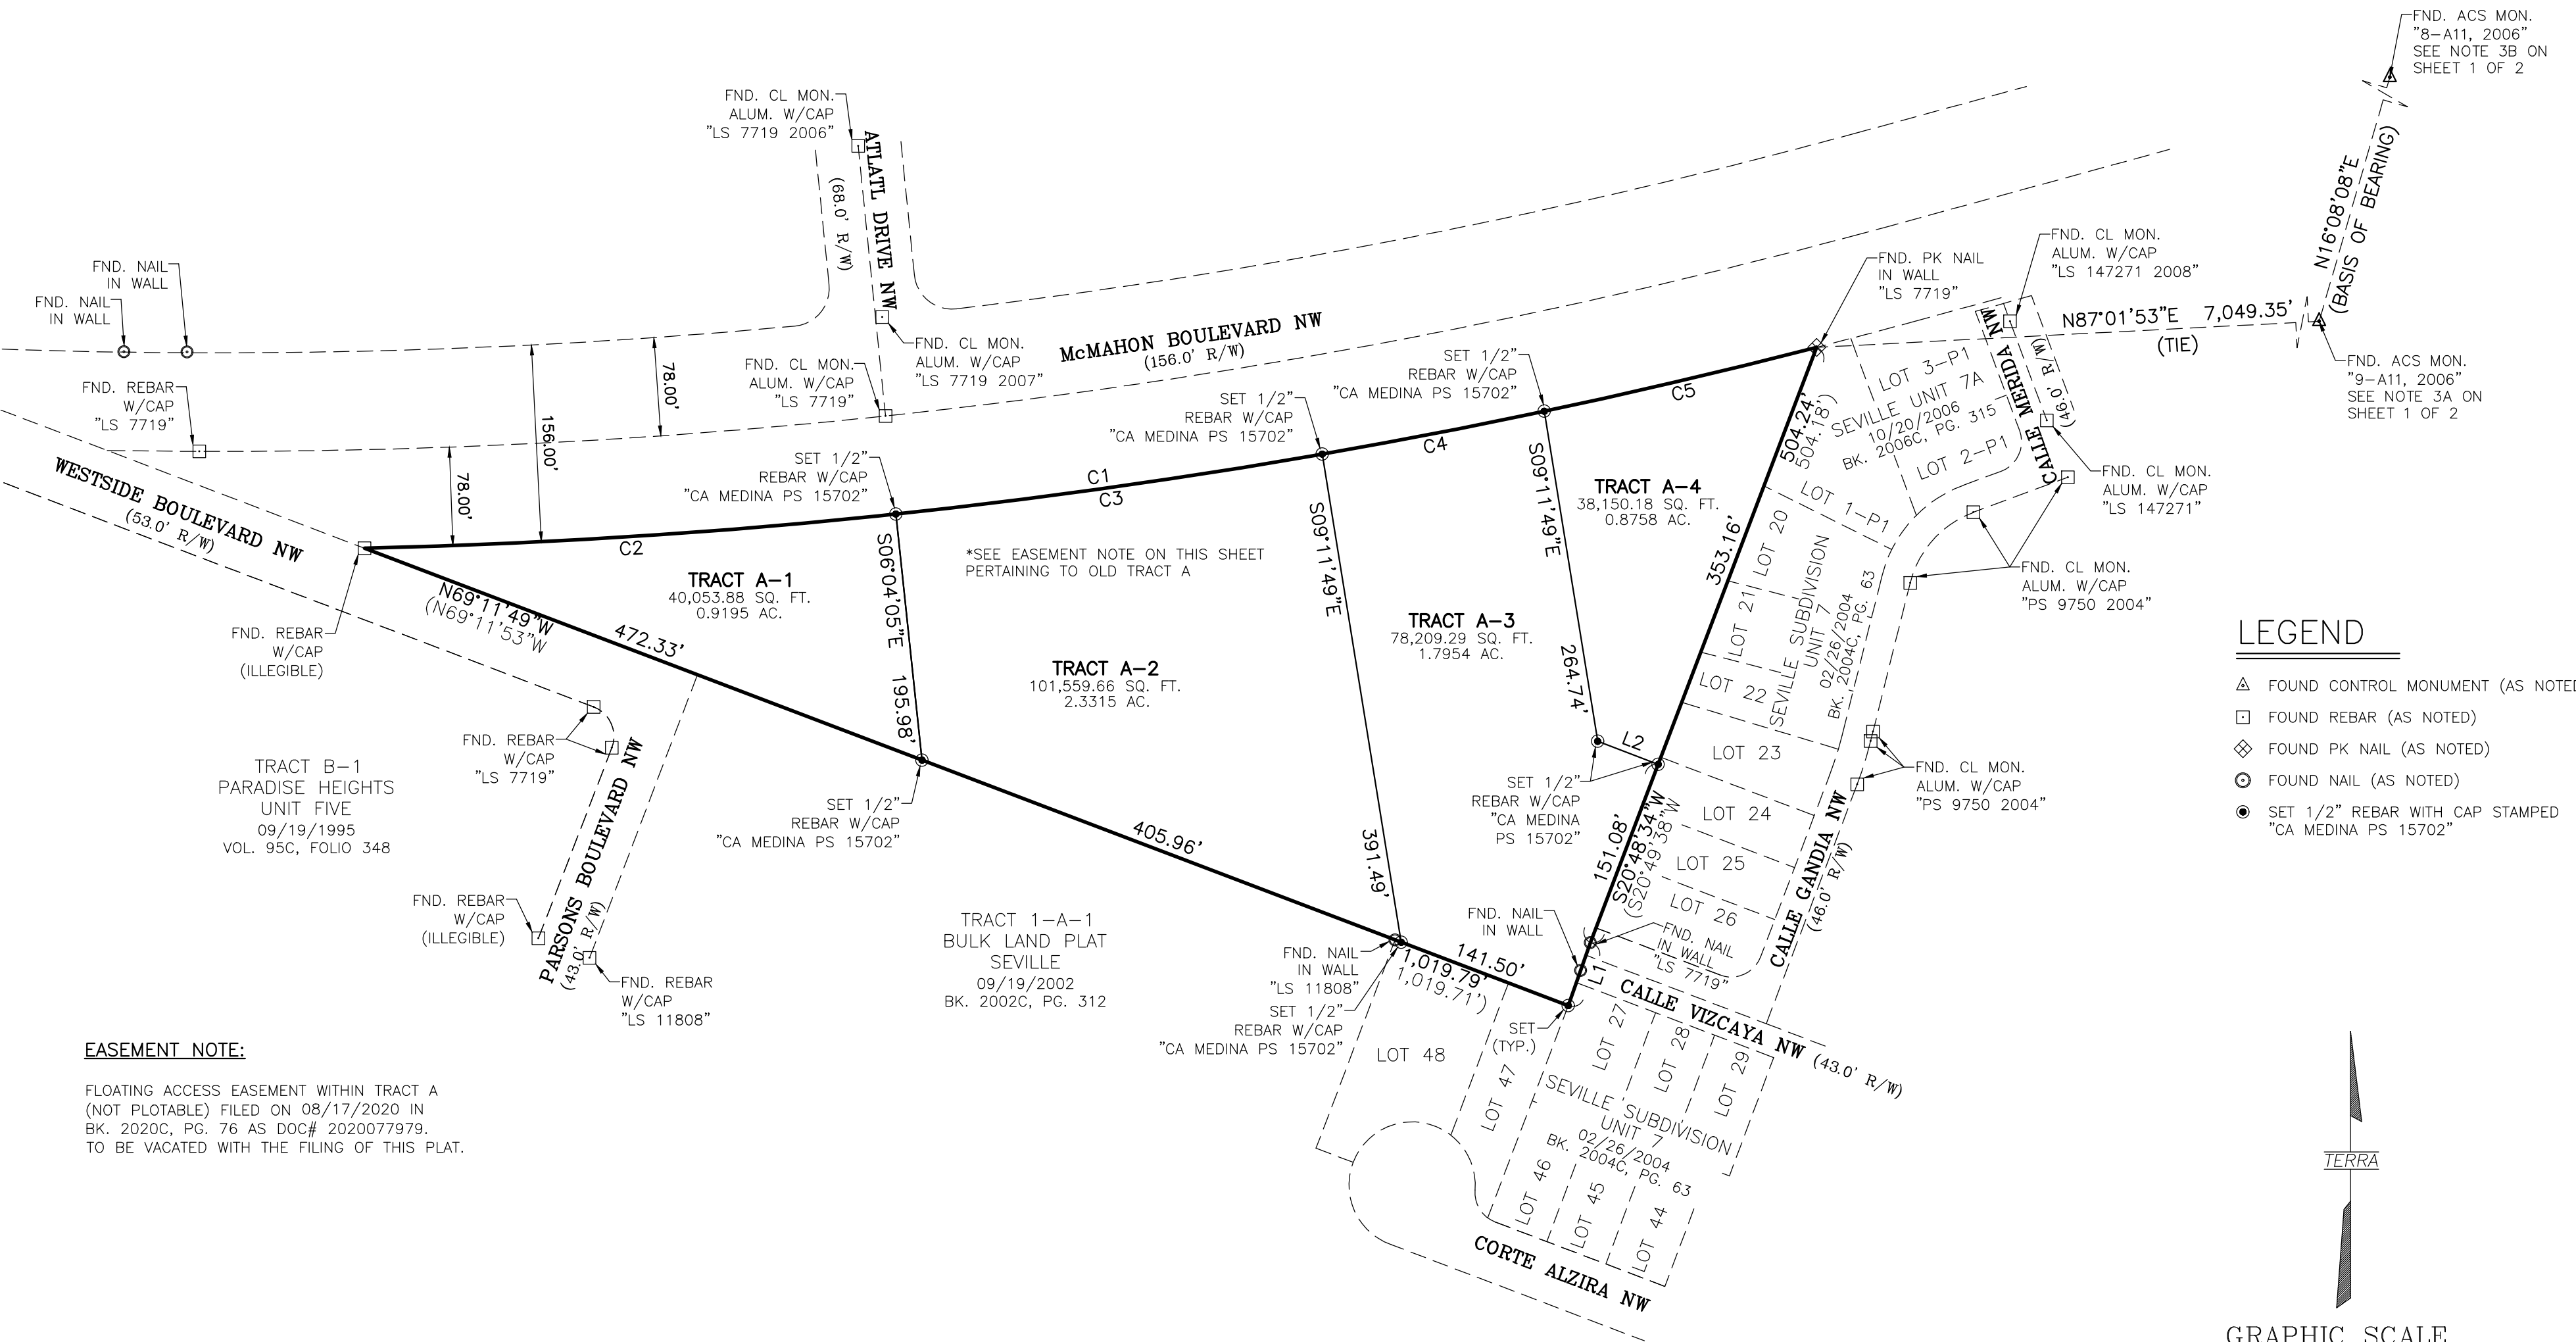 FND. ACS MON.
"8-A11, 2006"
SEE NOTE 3B ON
SHEET 1 OF 2
N16°08'08"E
(BASIS OF BEARING)
FND. CL MON.
ALUM. W/CAP
"LS 7719 2006"
ATLATL DRIVE NW
(68.0' R/W)
FND. NAIL
IN WALL
FND. NAIL
IN WALL
FND. REBAR
W/CAP
"LS 7719"
78.00'
156.00'
78.00'
FND. CL MON.
ALUM. W/CAP
"LS 7719"
FND. CL MON.
ALUM. W/CAP
"LS 7719 2007"
McMAHON BOULEVARD NW
(156.0' R/W)
FND. PK NAIL
IN WALL
"LS 7719"
FND. CL MON.
ALUM. W/CAP
"LS 147271 2008"
N87°01'53"E 7,049.35'
(TIE)
FND. ACS MON.
"9-A11, 2006"
SEE NOTE 3A ON
SHEET 1 OF 2
WESTSIDE BOULEVARD NW
(53.0' R/W)
SET 1/2"
REBAR W/CAP
"CA MEDINA PS 15702"
SET 1/2"
REBAR W/CAP
"CA MEDINA PS 15702"
SET 1/2"
REBAR W/CAP
"CA MEDINA PS 15702"
C1
C2
C3
C4
C5
504.24'
(504.18')
LOT 3-P1
SEVILLE UNIT 7A
10/20/2006
BK. 2006C, PG. 315
LOT 2-P1
LOT 1-P1
CALLE MERIDA NW
(46.0' R/W)
FND. CL MON.
ALUM. W/CAP
"LS 147271"
FND. CL MON.
ALUM. W/CAP
"PS 9750 2004"
FND. REBAR
W/CAP
(ILLEGIBLE)
N69°11'49"W
(N69°11'53"W
472.33'
TRACT A-1
40,053.88 SQ. FT.
0.9195 AC.
S06°04'05"E
195.98'
*SEE EASEMENT NOTE ON THIS SHEET
PERTAINING TO OLD TRACT A
TRACT A-2
101,559.66 SQ. FT.
2.3315 AC.
S09°11'49"E
391.49'
TRACT A-3
78,209.29 SQ. FT.
1.7954 AC.
S09°11'49"E
264.74'
TRACT A-4
38,150.18 SQ. FT.
0.8758 AC.
353.16'
LOT 20
LOT 21
LOT 22
SEVILLE SUBDIVISION
UNIT 7
02/26/2004
BK. 2004C, PG. 63
LOT 23
LOT 24
LOT 25
LOT 26
L2
SET 1/2"
REBAR W/CAP
"CA MEDINA
PS 15702"
151.08'
S20°48'34"W
(S20°49'38"W
CALLE GANDIA NW
(46.0' R/W)
FND. CL MON.
ALUM. W/CAP
"PS 9750 2004"
LEGEND
FOUND CONTROL MONUMENT (AS NOTED
FOUND REBAR (AS NOTED)
FOUND PK NAIL (AS NOTED)
FOUND NAIL (AS NOTED)
SET 1/2" REBAR WITH CAP STAMPED
"CA MEDINA PS 15702"
TRACT B-1
PARADISE HEIGHTS
UNIT FIVE
09/19/1995
VOL. 95C, FOLIO 348
FND. REBAR
W/CAP
"LS 7719"
PARSONS BOULEVARD NW
(43.0' R/W)
FND. REBAR
W/CAP
(ILLEGIBLE)
FND. REBAR
W/CAP
"LS 11808"
SET 1/2"
REBAR W/CAP
"CA MEDINA PS 15702"
405.96'
TRACT 1-A-1
BULK LAND PLAT
SEVILLE
09/19/2002
BK. 2002C, PG. 312
FND. NAIL
IN WALL
FND. NAIL
IN WALL
"LS 7719"
FND. NAIL
IN WALL
"LS 11808"
SET 1/2"
REBAR W/CAP
"CA MEDINA PS 15702"
141.50'
1,019.79'
1,019.71')
L1
SET
(TYP.)
CALLE VIZCAYA NW (43.0' R/W)
LOT 48
LOT 47
LOT 27
LOT 28
LOT 29
SEVILLE SUBDIVISION
UNIT 7
02/26/2004
BK. 2004C, PG. 63
LOT 46
LOT 45
LOT 44
CORTE ALZIRA NW
EASEMENT NOTE:
FLOATING ACCESS EASEMENT WITHIN TRACT A
(NOT PLOTABLE) FILED ON 08/17/2020 IN
BK. 2020C, PG. 76 AS DOC# 2020077979.
TO BE VACATED WITH THE FILING OF THIS PLAT.
TERRA
GRAPHIC SCALE